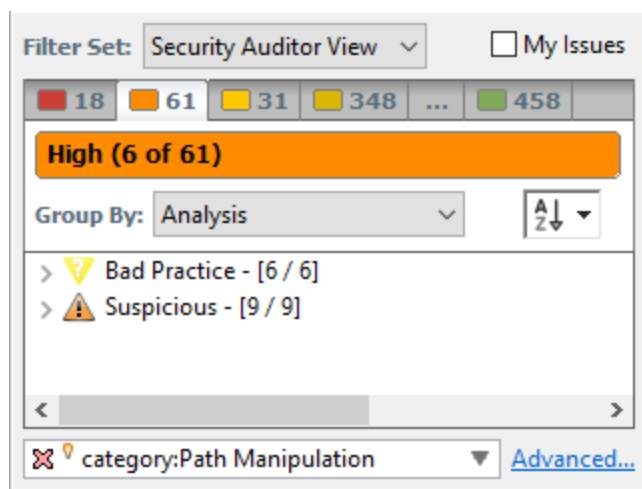 Filter Set: Security Auditor View My Issues
18 61 31 348 ... 458
High (6 of 61)
Group By: Analysis A Z
Bad Practice - [6 / 6]
Suspicious - [9 / 9]
category:Path Manipulation Advanced...